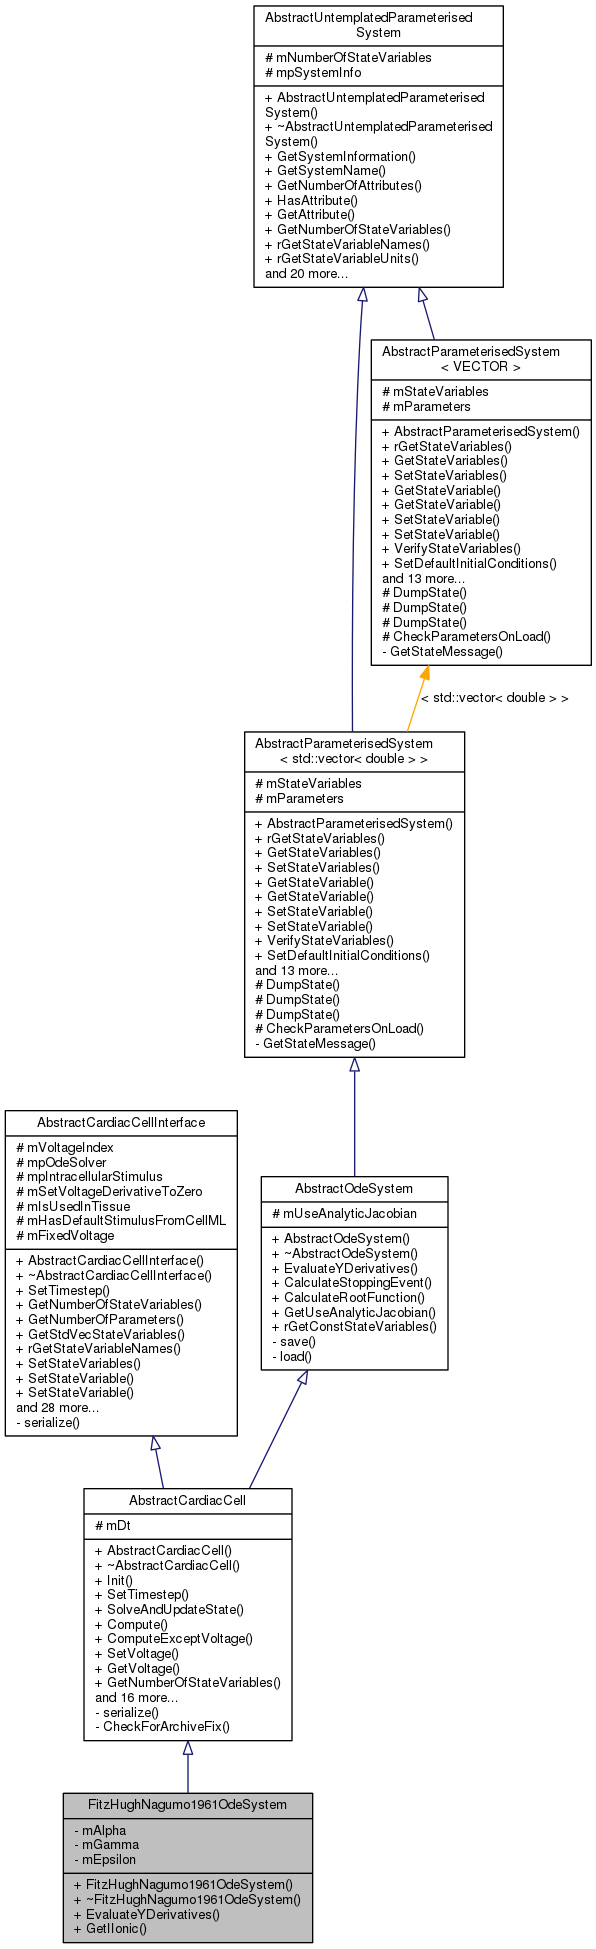 AbstractUntemplatedParameterised
System
# mNumberOfStateVariables
# mpSystemInfo
+ AbstractUntemplatedParameterised
System()
+ ~AbstractUntemplatedParameterised
System()
+ GetSystemInformation()
+ GetSystemName()
+ GetNumberOfAttributes()
+ HasAttribute()
+ GetAttribute()
+ GetNumberOfStateVariables()
+ rGetStateVariableNames()
+ rGetStateVariableUnits()
and 20 more...
AbstractParameterisedSystem
< VECTOR >
# mStateVariables
# mParameters
+ AbstractParameterisedSystem()
+ rGetStateVariables()
+ GetStateVariables()
+ SetStateVariables()
+ GetStateVariable()
+ GetStateVariable()
+ SetStateVariable()
+ SetStateVariable()
+ VerifyStateVariables()
+ SetDefaultInitialConditions()
and 13 more...
# DumpState()
# DumpState()
# DumpState()
# CheckParametersOnLoad()
- GetStateMessage()
< std::vector< double > >
AbstractParameterisedSystem
< std::vector< double > >
# mStateVariables
# mParameters
+ AbstractParameterisedSystem()
+ rGetStateVariables()
+ GetStateVariables()
+ SetStateVariables()
+ GetStateVariable()
+ GetStateVariable()
+ SetStateVariable()
+ SetStateVariable()
+ VerifyStateVariables()
+ SetDefaultInitialConditions()
and 13 more...
# DumpState()
# DumpState()
# DumpState()
# CheckParametersOnLoad()
- GetStateMessage()
AbstractCardiacCellInterface
# mVoltageIndex
# mpOdeSolver
# mpIntracellularStimulus
# mSetVoltageDerivativeToZero
# mIsUsedInTissue
# mHasDefaultStimulusFromCellML
# mFixedVoltage
+ AbstractCardiacCellInterface()
+ ~AbstractCardiacCellInterface()
+ SetTimestep()
+ GetNumberOfStateVariables()
+ GetNumberOfParameters()
+ GetStdVecStateVariables()
+ rGetStateVariableNames()
+ SetStateVariables()
+ SetStateVariable()
+ SetStateVariable()
and 28 more...
- serialize()
AbstractOdeSystem
# mUseAnalyticJacobian
+ AbstractOdeSystem()
+ ~AbstractOdeSystem()
+ EvaluateYDerivatives()
+ CalculateStoppingEvent()
+ CalculateRootFunction()
+ GetUseAnalyticJacobian()
+ rGetConstStateVariables()
- save()
- load()
AbstractCardiacCell
# mDt
+ AbstractCardiacCell()
+ ~AbstractCardiacCell()
+ Init()
+ SetTimestep()
+ SolveAndUpdateState()
+ Compute()
+ ComputeExceptVoltage()
+ SetVoltage()
+ GetVoltage()
+ GetNumberOfStateVariables()
and 16 more...
- serialize()
- CheckForArchiveFix()
FitzHughNagumo1961OdeSystem
- mAlpha
- mGamma
- mEpsilon
+ FitzHughNagumo1961OdeSystem()
+ ~FitzHughNagumo1961OdeSystem()
+ EvaluateYDerivatives()
+ GetIIonic()